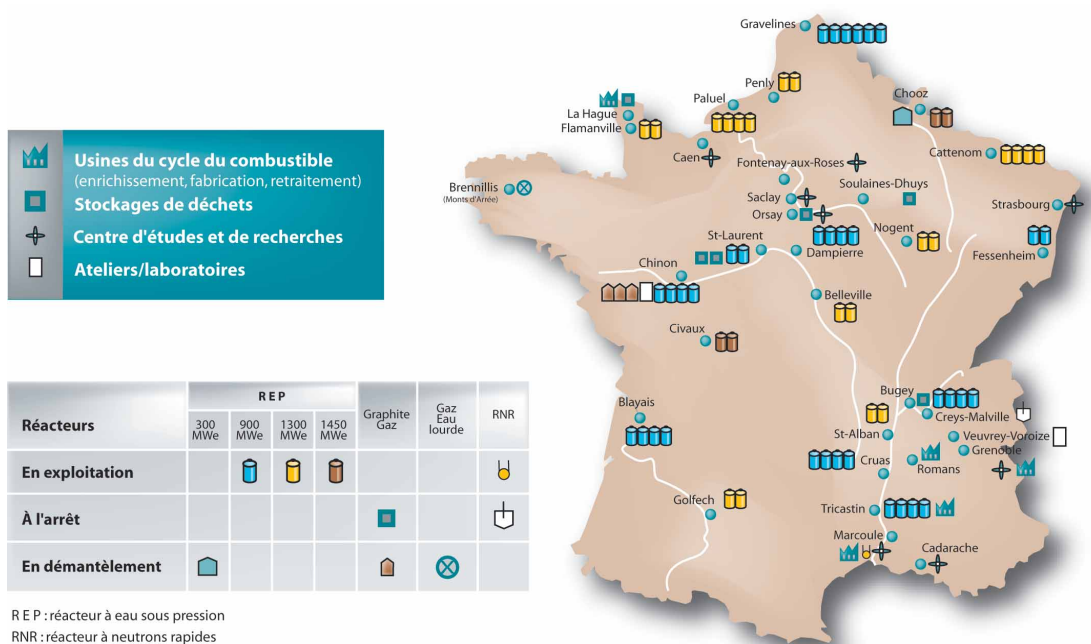 Usines du cycle du combustible
(enrichissement, fabrication, retraitement)
Stockages de déchets
Centre d'études et de recherches
Ateliers/laboratoires
Réacteurs
R E P
300 MWe
900 MWe
1300 MWe
1450 MWe
Graphite
Gaz
Gaz
Eau
lourde
RNR
En exploitation
À l'arrêt
En démantèlement
R E P : réacteur à eau sous pression
RNR : réacteur à neutrons rapides
Gravelines
Penly
Paluel
Chooz
La Hague
Flamanville
Caen
Cattenom
Fontenay-aux-Roses
Brennillis
(Monts d'Arrée)
Saclay
Soulaines-Dhuys
Strasbourg
Orsay
Nogent
St-Laurent
Dampierre
Fessenheim
Chinon
Belleville
Civaux
Bugey
Blayais
Creys-Malville
St-Alban
Veuvrey-Voroize
Grenoble
Cruas
Romans
Golfech
Tricastin
Marcoule
Cadarache